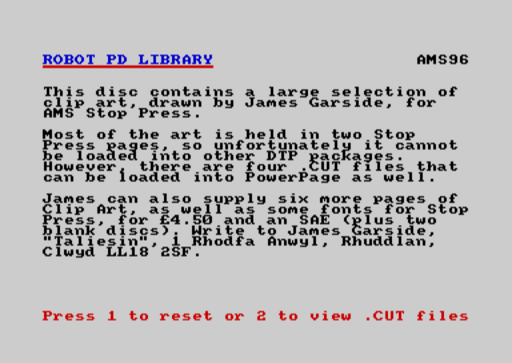 ROBOT PD LIBRARY AMS96
This disc contains a large selection of
clip art, drawn by James Garside, for
AMS Stop Press.
Most of the art is held in two Stop
Press pages, so unfortunately it cannot
be loaded into other DTP packages.
However, there are four .CUT files that
can be loaded into PowerPage as well.
James can also supply six more pages of
Clip Art, as well as some fonts for Stop
Press, for £4.50 and an SAE (plus two
blank discs). Write to James Garside,
"Taliesin", 1 Rhodfa Anwyl, Rhuddlan,
Clwyd LL18 2SF.
Press 1 to reset or 2 to view .CUT files